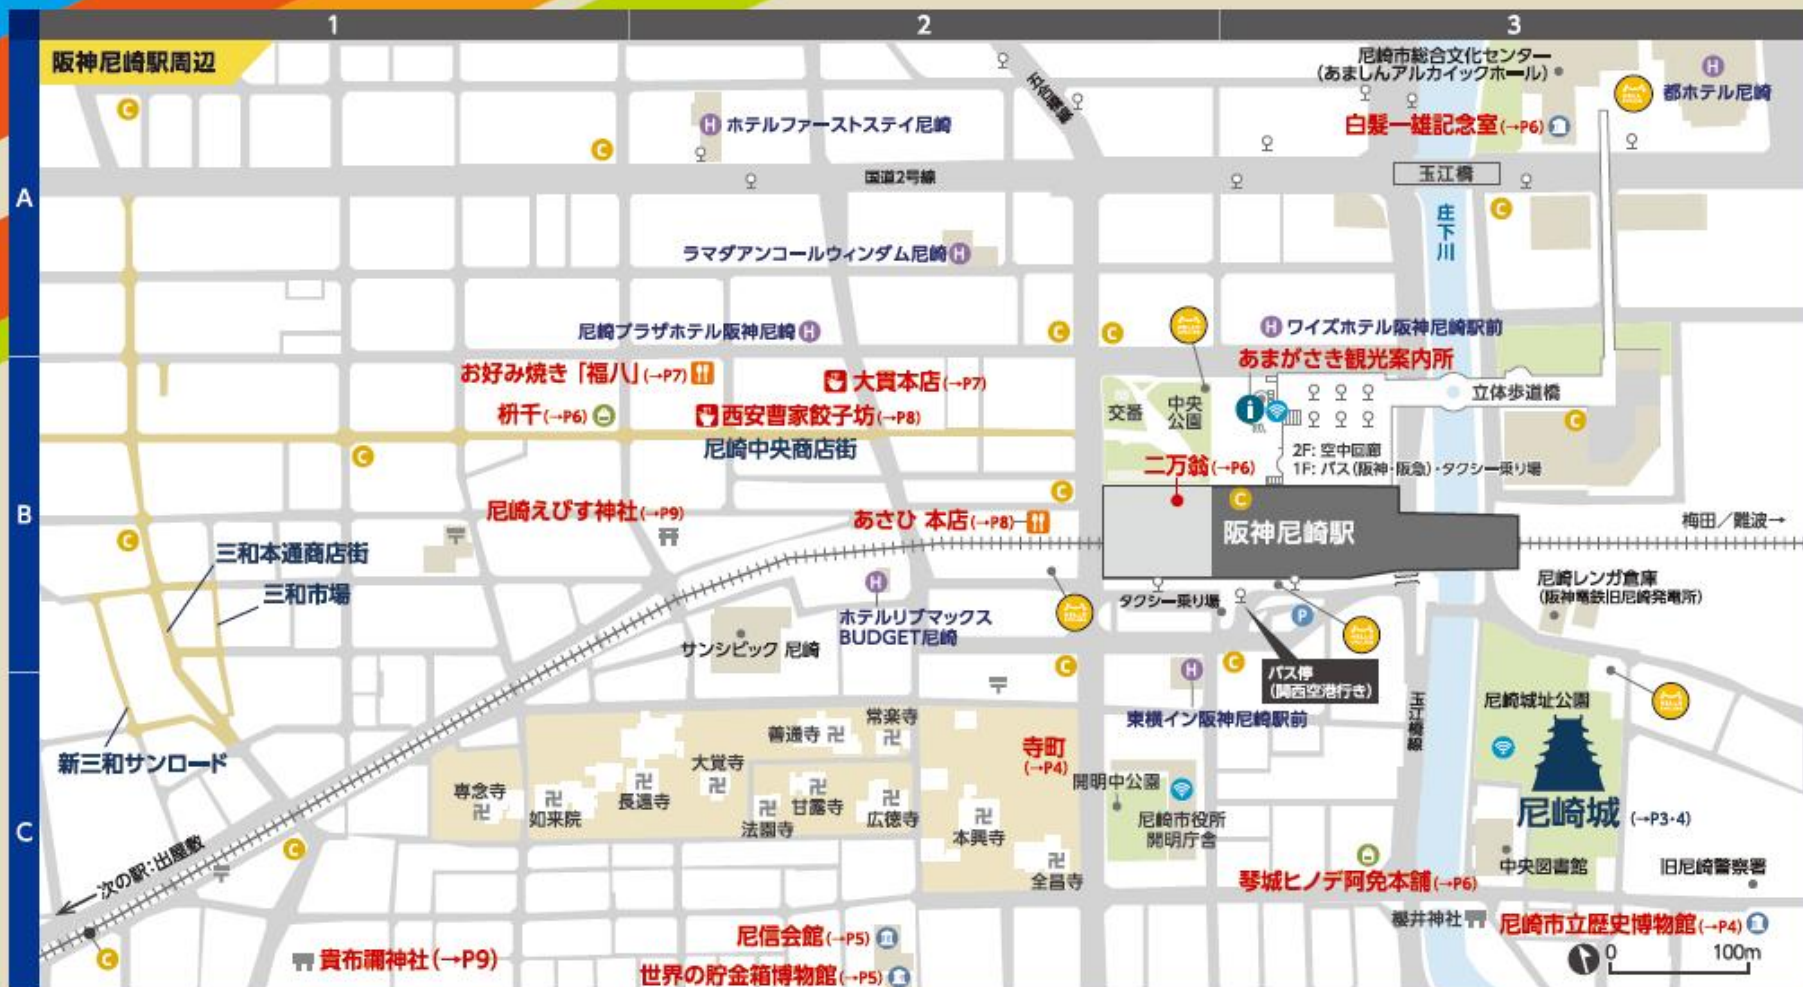 1
2
3
阪神尼崎駅周辺
A
B
C
尼崎市総合文化センター
(あましんアルカイックホール)
都ホテル尼崎
五合橋線
ホテルファーストステイ尼崎
白髪一雄記念室(→P6)
国道2号線
玉江橋
庄下川
ラマダアンコールウィンダム尼崎
尼崎プラザホテル阪神尼崎
ワイズホテル阪神尼崎駅前
お好み焼き「福八」(→P7)
大貫本店(→P7)
あまがさき観光案内所
枡千(→P6)
西安曹家餃子坊(→P8)
交番
中央
公園
立体歩道橋
尼崎中央商店街
2F: 空中回廊
1F: バス(阪神・阪急)・タクシー乗り場
二万翁(→P6)
尼崎えびす神社(→P9)
あさひ 本店(→P8)
阪神尼崎駅
梅田/難波→
三和本通商店街
三和市場
ホテルリブマックス
BUDGET尼崎
タクシー乗り場
尼崎レンガ倉庫
(阪神電鉄旧尼崎発電所)
サンシビック 尼崎
バス停
(関西空港行き)
東横イン阪神尼崎駅前
玉江橋線
尼崎城址公園
新三和サンロード
常楽寺
善通寺
大覚寺
寺町
(→P4)
専念寺
如来院
長遠寺
法園寺
甘露寺
広徳寺
本興寺
全昌寺
開明中公園
尼崎市役所
開明庁舎
尼崎城(→P3・4)
中央図書館
旧尼崎警察署
次の駅:出屋敷
琴城ヒノデ阿免本舗(→P6)
櫻井神社
尼崎市立歴史博物館(→P4)
貴布禰神社(→P9)
尼信会館(→P5)
世界の貯金箱博物館(→P5)
0
100m